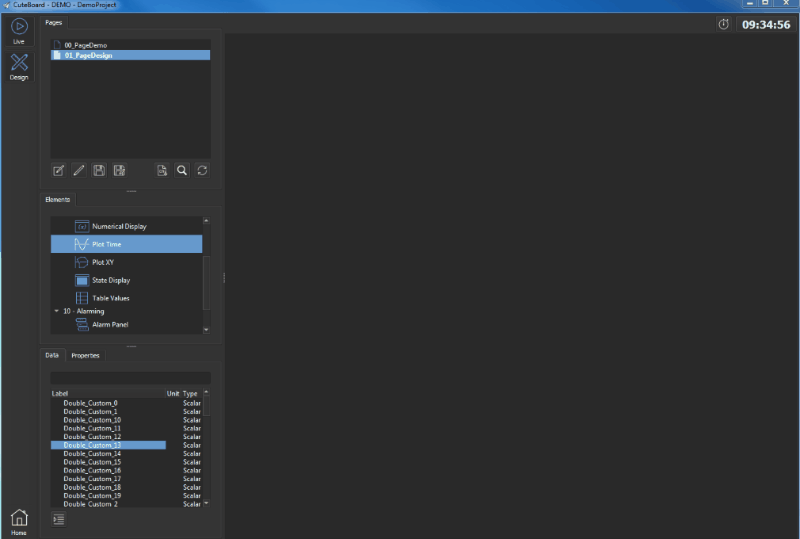 CuteBoard - DEMO - DemoProject
Live
Design
Pages
09:34:56
00_PageDemo
01_PageDesign
Elements
Numerical Display
Plot Time
Plot XY
State Display
Table Values
10 - Alarming
Alarm Panel
Data Properties
Label Unit Type
Double_Custom_0 Scalar
Double_Custom_1 Scalar
Double_Custom_10 Scalar
Double_Custom_11 Scalar
Double_Custom_12 Scalar
Double_Custom_13 Scalar
Double_Custom_14 Scalar
Double_Custom_15 Scalar
Double_Custom_16 Scalar
Double_Custom_17 Scalar
Double_Custom_18 Scalar
Double_Custom_19 Scalar
Double_Custom_2 Scalar
Home